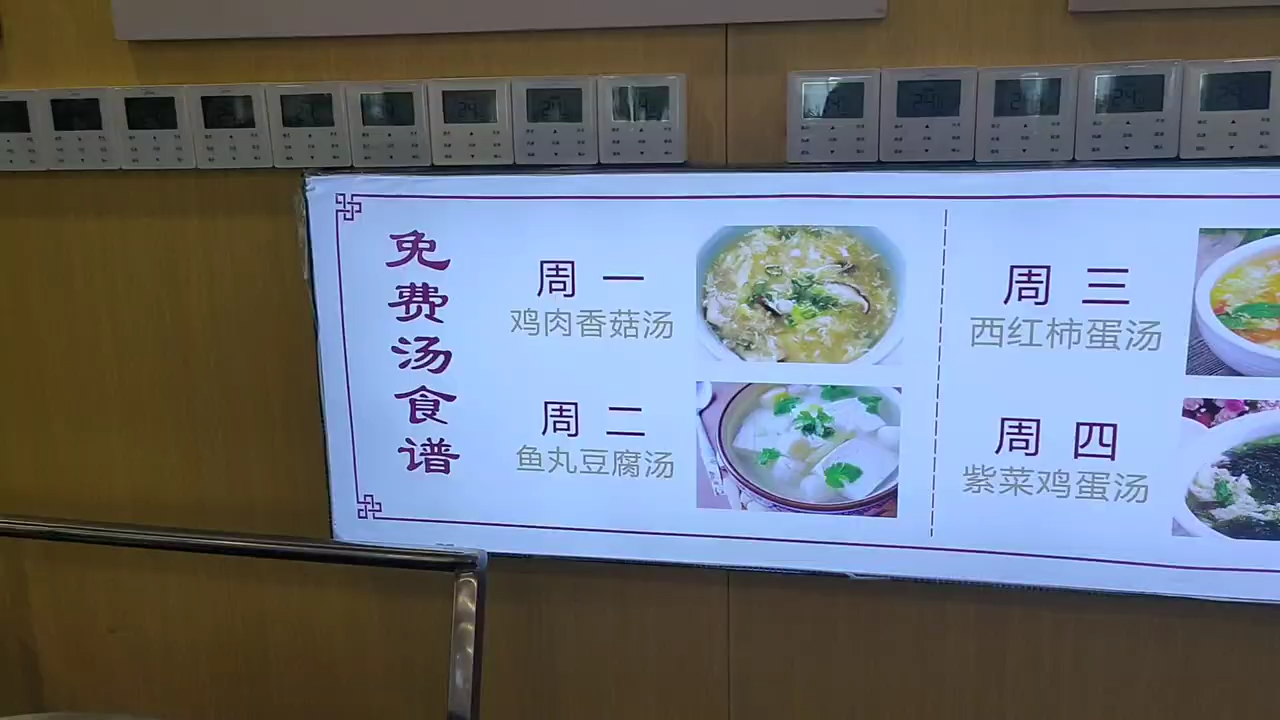 免费汤食谱
周一
鸡肉香菇汤
周二
鱼丸豆腐汤
周三
西红柿蛋汤
周四
紫菜鸡蛋汤